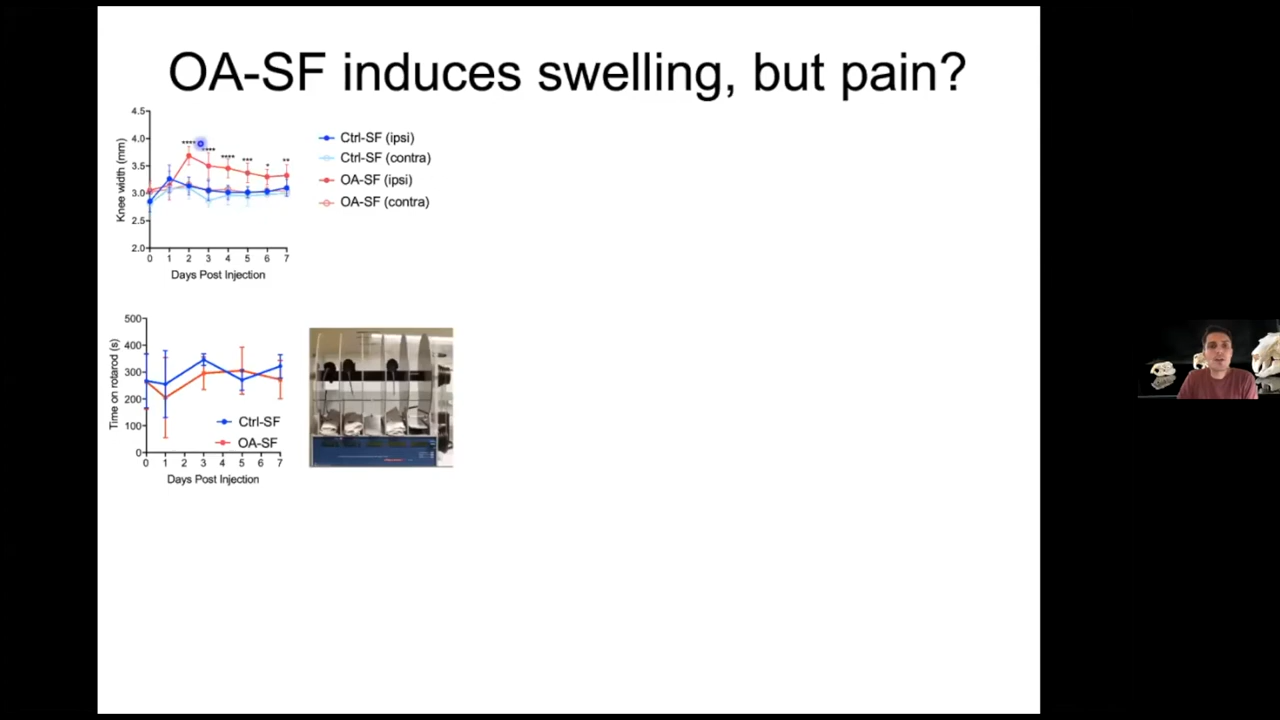 OA-SF induces swelling, but pain?
4.5
4.0
3.5
3.0
2.5
2.0
Knee width (mm)
**** **** **** *** * **
0 1 2 3 4 5 6 7
Days Post Injection
Ctrl-SF (ipsi)
Ctrl-SF (contra)
OA-SF (ipsi)
OA-SF (contra)
500
400
300
200
100
0
Time on rotarod (s)
Ctrl-SF
OA-SF
0 1 2 3 4 5 6 7
Days Post Injection